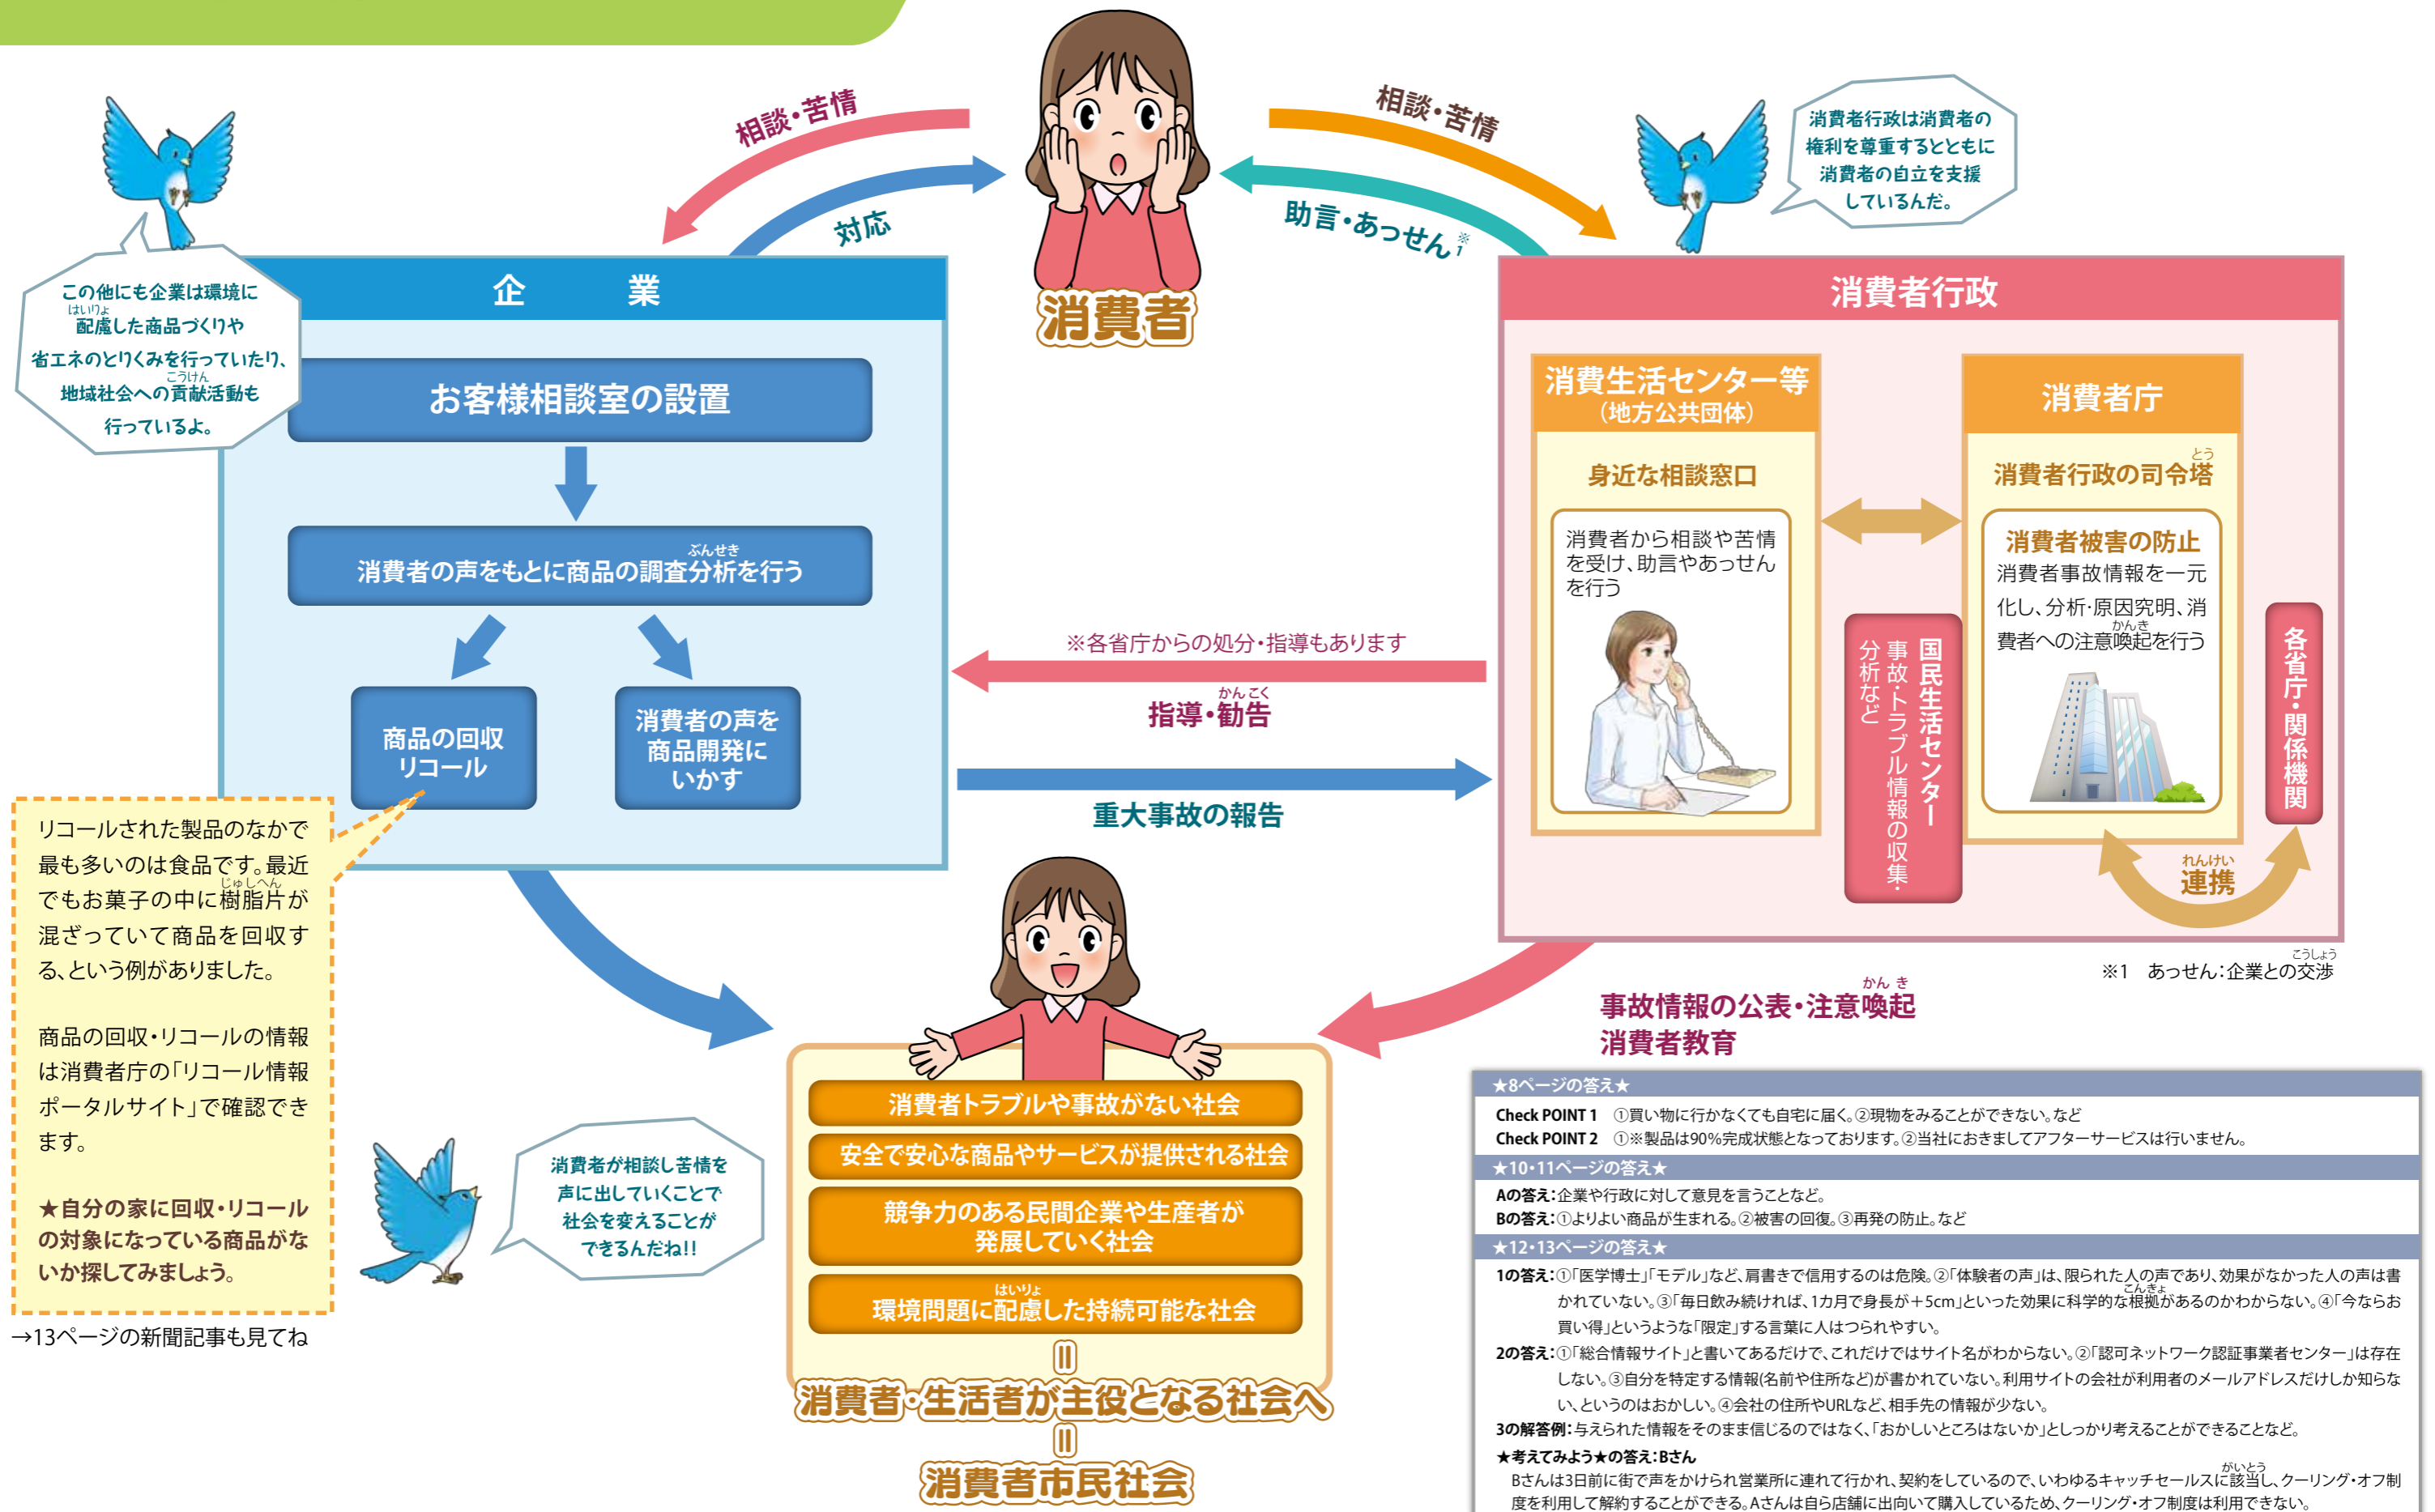 相談・苦情
対応
相談・苦情
助言・あっせん※1
消費者
消費者行政は消費者の
権利を尊重するとともに
消費者の自立を支援
しているんだ。
この他にも企業は環境に
はいりょ
配慮した商品づくりや
省エネのとりくみを行っていたり、
こうけん
地域社会への貢献活動も
行っているよ。
企　業
お客様相談室の設置
ぶんせき
消費者の声をもとに商品の調査分析を行う
商品の回収
リコール
消費者の声を
商品開発に
いかす
※各省庁からの処分・指導もあります
かんこく
指導・勧告
重大事故の報告
消費者行政
消費生活センター等
（地方公共団体）
身近な相談窓口
消費者から相談や苦情
を受け、助言やあっせん
を行う
国民生活センター
事故・トラブル情報の収集・
分析など
消費者庁
とう
消費者行政の司令塔
消費者被害の防止
消費者事故情報を一元
化し、分析・原因究明、消
かんき
費者への注意喚起を行う
各省庁・関係機関
れんけい
連携
こうしょう
※1　あっせん：企業との交渉
リコールされた製品のなかで
最も多いのは食品です。最近
じゅしへん
でもお菓子の中に樹脂片が
混ざっていて商品を回収す
る、という例がありました。
商品の回収・リコールの情報
は消費者庁の「リコール情報
ポータルサイト」で確認でき
ます。
★自分の家に回収・リコール
の対象になっている商品がな
いか探してみましょう。
→13ページの新聞記事も見てね
かんき
事故情報の公表・注意喚起
消費者教育
消費者が相談し苦情を
声に出していくことで
社会を変えることが
できるんだね!!
消費者トラブルや事故がない社会
安全で安心な商品やサービスが提供される社会
競争力のある民間企業や生産者が
発展していく社会
はいりょ
環境問題に配慮した持続可能な社会
=
消費者・生活者が主役となる社会へ
=
消費者市民社会
★8ページの答え★
Check POINT 1　①買い物に行かなくても自宅に届く。②現物をみることができない。など
Check POINT 2　①※製品は90％完成状態となっております。②当社におきましてアフターサービスは行いません。
★10・11ページの答え★
Aの答え：企業や行政に対して意見を言うことなど。
Bの答え：①よりよい商品が生まれる。②被害の回復。③再発の防止。など
★12・13ページの答え★
1の答え：①「医学博士」「モデル」など、肩書きで信用するのは危険。②「体験者の声」は、限られた人の声であり、効果がなかった人の声は書
こんきょ
かれていない。③「毎日飲み続ければ、1カ月で身長が＋5cm」といった効果に科学的な根拠があるのかわからない。④「今ならお
買い得」というような「限定」する言葉に人はつられやすい。
2の答え：①「総合情報サイト」と書いてあるだけで、これだけではサイト名がわからない。②「認可ネットワーク認証事業者センター」は存在
しない。③自分を特定する情報(名前や住所など)が書かれていない。利用サイトの会社が利用者のメールアドレスだけしか知らな
い、というのはおかしい。④会社の住所やURLなど、相手先の情報が少ない。
3の解答例：与えられた情報をそのまま信じるのではなく、「おかしいところはないか」としっかり考えることができることなど。
★考えてみよう★の答え：Bさん
がいとう
Bさんは3日前に街で声をかけられ営業所に連れて行かれ、契約をしているので、いわゆるキャッチセールスに該当し、クーリング・オフ制
度を利用して解約することができる。Aさんは自ら店舗に出向いて購入しているため、クーリング・オフ制度は利用できない。